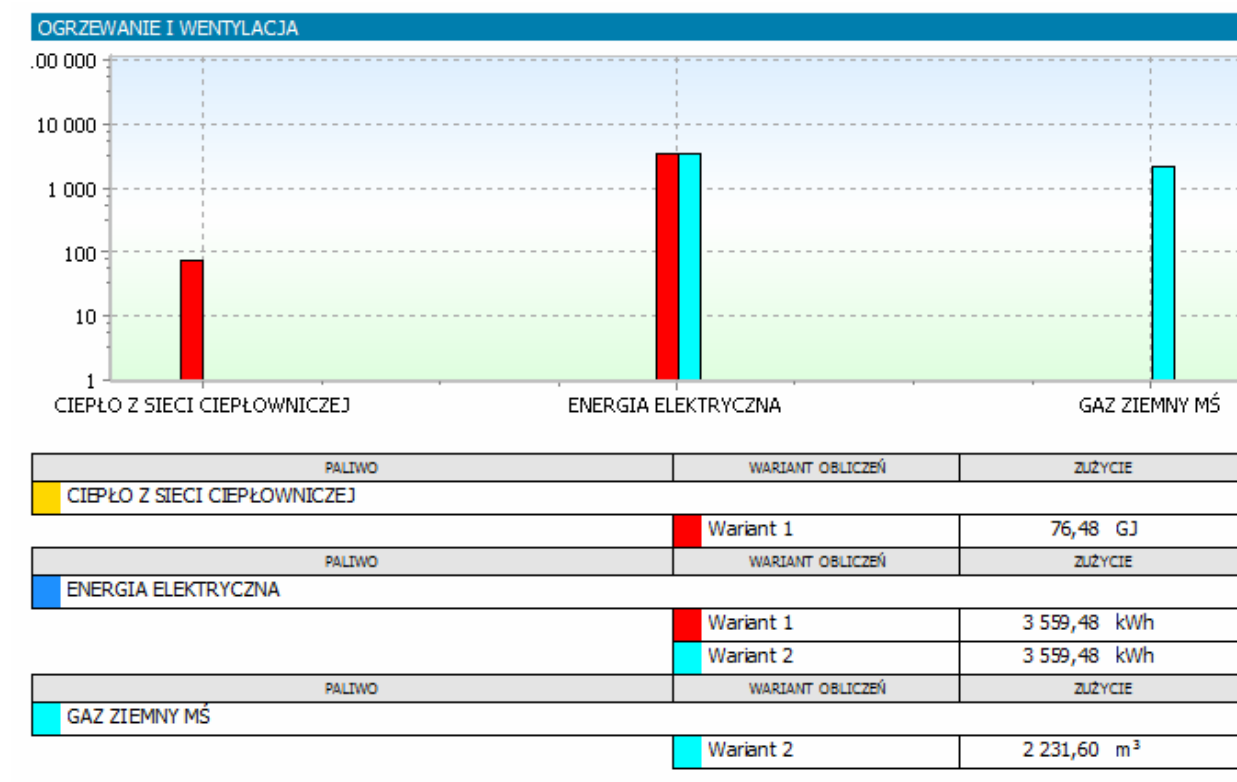 OGRZEWANIE I WENTYLACJA
.00 000
10 000
1 000
100
10
1
CIEPŁO Z SIECI CIEPŁOWNICZEJ ENERGIA ELEKTRYCZNA GAZ ZIEMNY MŚ
PALIWO WARIANT OBLICZEŃ ZUŻYCIE
CIEPŁO Z SIECI CIEPŁOWNICZEJ
Wariant 1 76,48 GJ
PALIWO WARIANT OBLICZEŃ ZUŻYCIE
ENERGIA ELEKTRYCZNA
Wariant 1 3 559,48 kWh
Wariant 2 3 559,48 kWh
PALIWO WARIANT OBLICZEŃ ZUŻYCIE
GAZ ZIEMNY MŚ
Wariant 2 2 231,60 m³